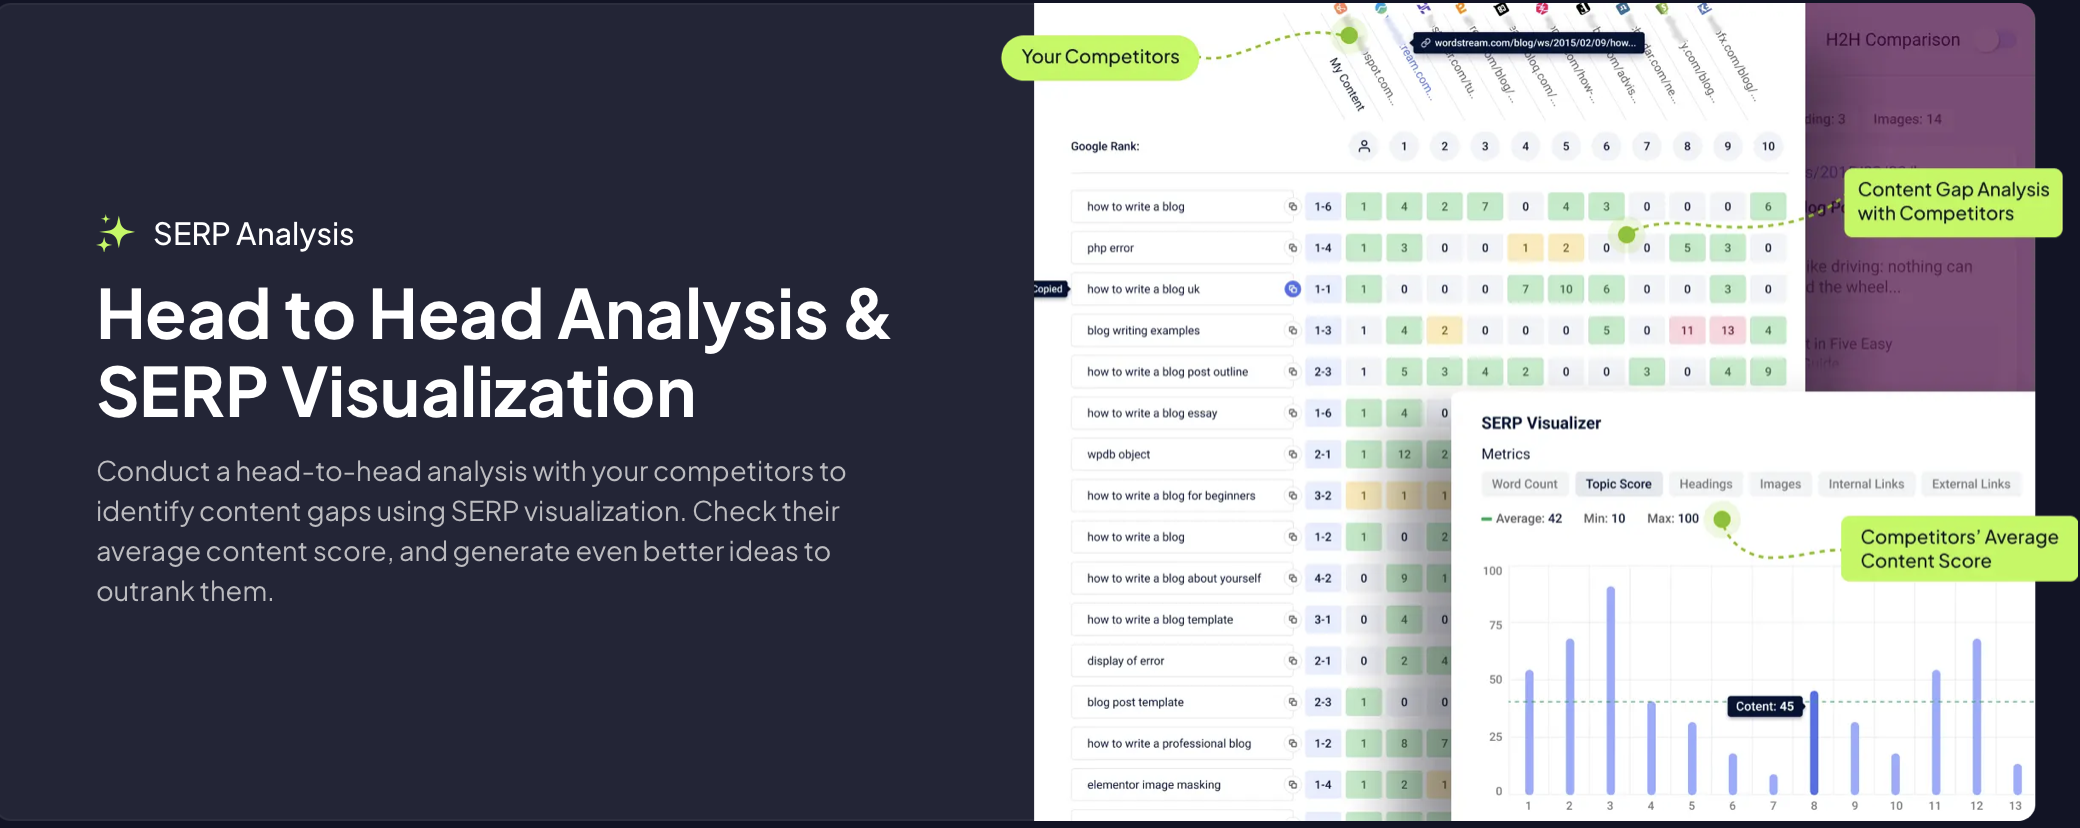 SERP Analysis
Head to Head Analysis &
SERP Visualization
Conduct a head-to-head analysis with your competitors to
identify content gaps using SERP visualization. Check their
average content score, and generate even better ideas to
outrank them.
Your Competitors
wordstream.com/blog/ws/2015/02/09/how...
My Content
Google Rank:
1 2 3 4 5 6 7 8 9 10
how to write a blog 1-6 1 4 2 7 0 4 3 0 0 0 6
php error 1-4 1 3 0 0 1 2 0 0 5 3 0
Copied
how to write a blog uk 1-1 1 0 0 0 7 10 6 0 0 3 0
blog writing examples 1-3 1 4 2 0 0 0 5 0 11 13 4
how to write a blog post outline 2-3 1 5 3 4 2 0 0 3 0 4 9
how to write a blog essay 1-6 1 4 0
wpdb object 2-1 1 12 2
how to write a blog for beginners 3-2 1 1 1
how to write a blog 1-2 1 0 2
how to write a blog about yourself 4-2 0 9 1
how to write a blog template 3-1 0 4 0
display of error 2-1 0 2 4
blog post template 2-3 1 0 0
how to write a professional blog 1-2 1 8 7
elementor image masking 1-4 1 2 1
H2H Comparison
ding: 3 Images: 14
Content Gap Analysis
with Competitors
ike driving: nothing can
d the wheel...
t in Five Easy
Guide
SERP Visualizer
Metrics
Word Count Topic Score Headings Images Internal Links External Links
Average: 42 Min: 10 Max: 100
Competitors' Average
Content Score
100
75
50
25
0
Cotent: 45
1 2 3 4 5 6 7 8 9 10 11 12 13